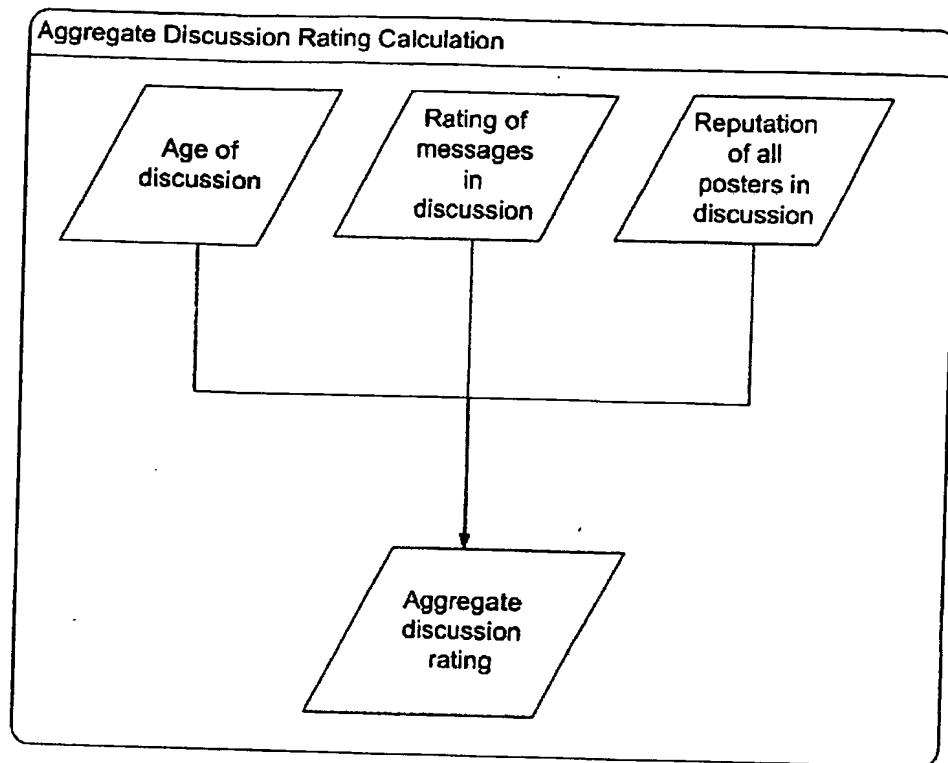 Aggregate Discussion Rating Calculation
Age of
discussion
Rating of
messages
in
discussion
Reputation
of all
posters in
discussion
Aggregate
discussion
rating